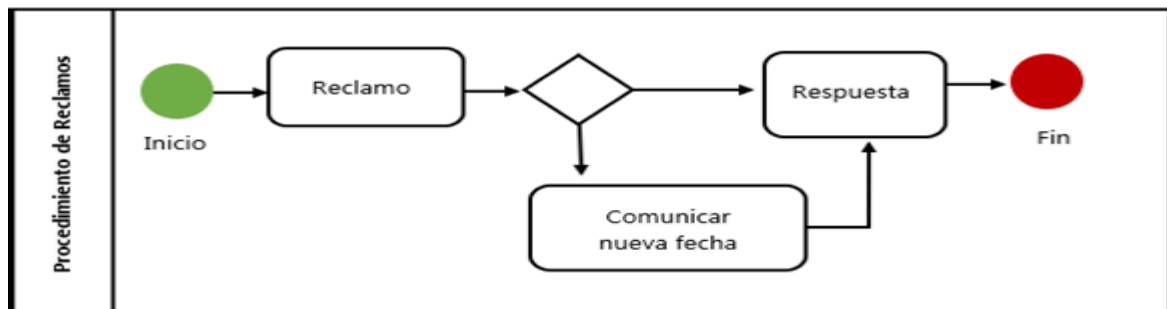 Procedimiento de Reclamos
Inicio
Reclamo
Comunicar
nueva fecha
Respuesta
Fin